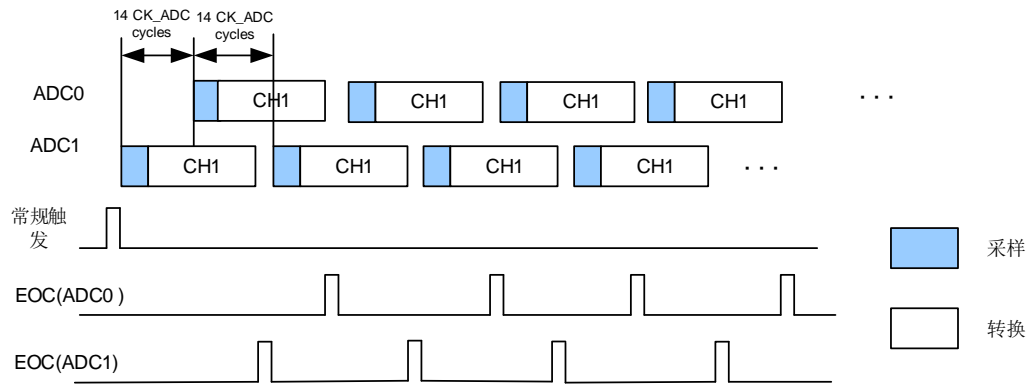 14 CK_ADC cycles
14 CK_ADC cycles
ADC0
CH1
CH1
CH1
CH1
. . .
ADC1
CH1
CH1
CH1
CH1
. . .
常规触
发
采样
EOC(ADC0 )
转换
EOC(ADC1)